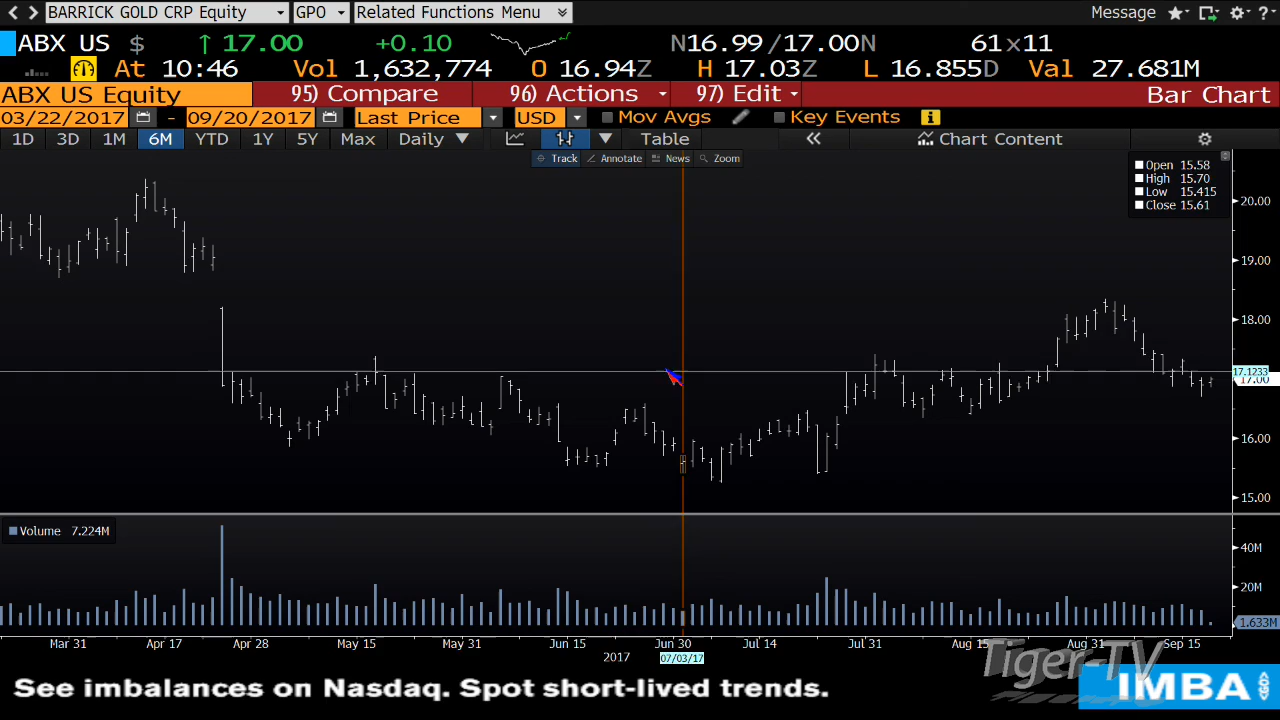 BARRICK GOLD CRP Equity GPO Related Functions Menu Message
ABX US $ ↑ 17.00 +0.10 N16.99/17.00N 61x11
At 10:46 Vol 1,632,774 O 16.94Z H 17.03Z L 16.855D Val 27.681M
ABX US Equity 95) Compare 96) Actions 97) Edit Bar Chart
03/22/2017 - 09/20/2017 Last Price USD Mov Avgs Key Events
1D 3D 1M 6M YTD 1Y 5Y Max Daily Table Chart Content
Track Annotate News Zoom
Open 15.58
High 15.70
Low 15.415
Close 15.61
20.00
19.00
18.00
17.1233
17.00
16.00
15.00
Volume 7.224M
40M
20M
1.633M
Mar 31 Apr 17 Apr 28 May 15 May 31 Jun 15 Jun 30 Jul 14 Jul 31 Aug 15 Aug 31 Sep 15
2017 07/03/17
Tiger-TV
See imbalances on Nasdaq. Spot short-lived trends.
IMBA GO